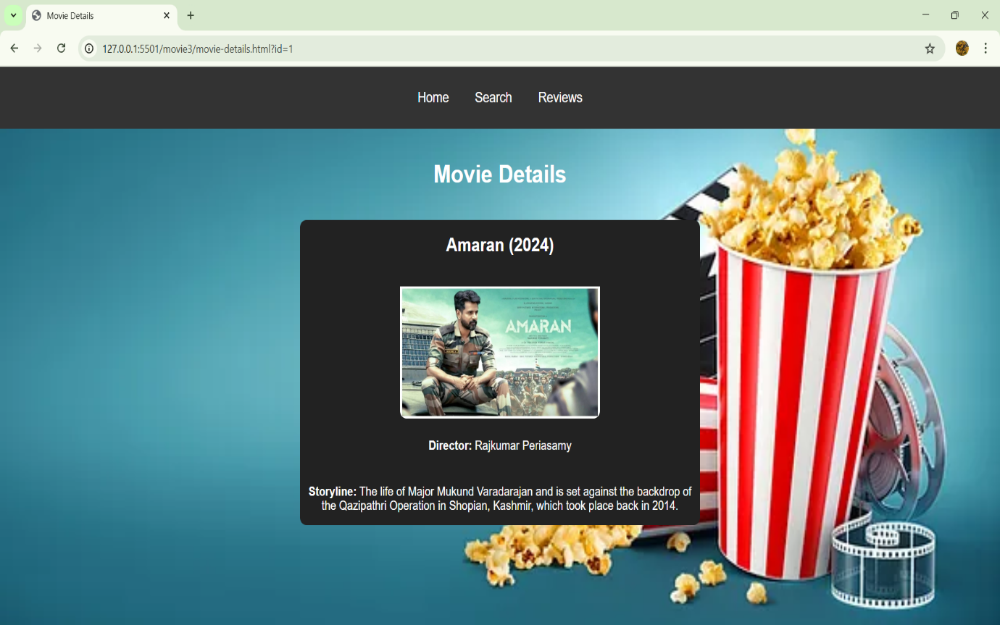 Movie Details
127.0.0.1:5501/movie3/movie-details.html?id=1
Home Search Reviews
Movie Details
Amaran (2024)
AMARAN
Director: Rajkumar Periasamy
Storyline: The life of Major Mukund Varadarajan and is set against the backdrop of
the Qazipathri Operation in Shopian, Kashmir, which took place back in 2014.